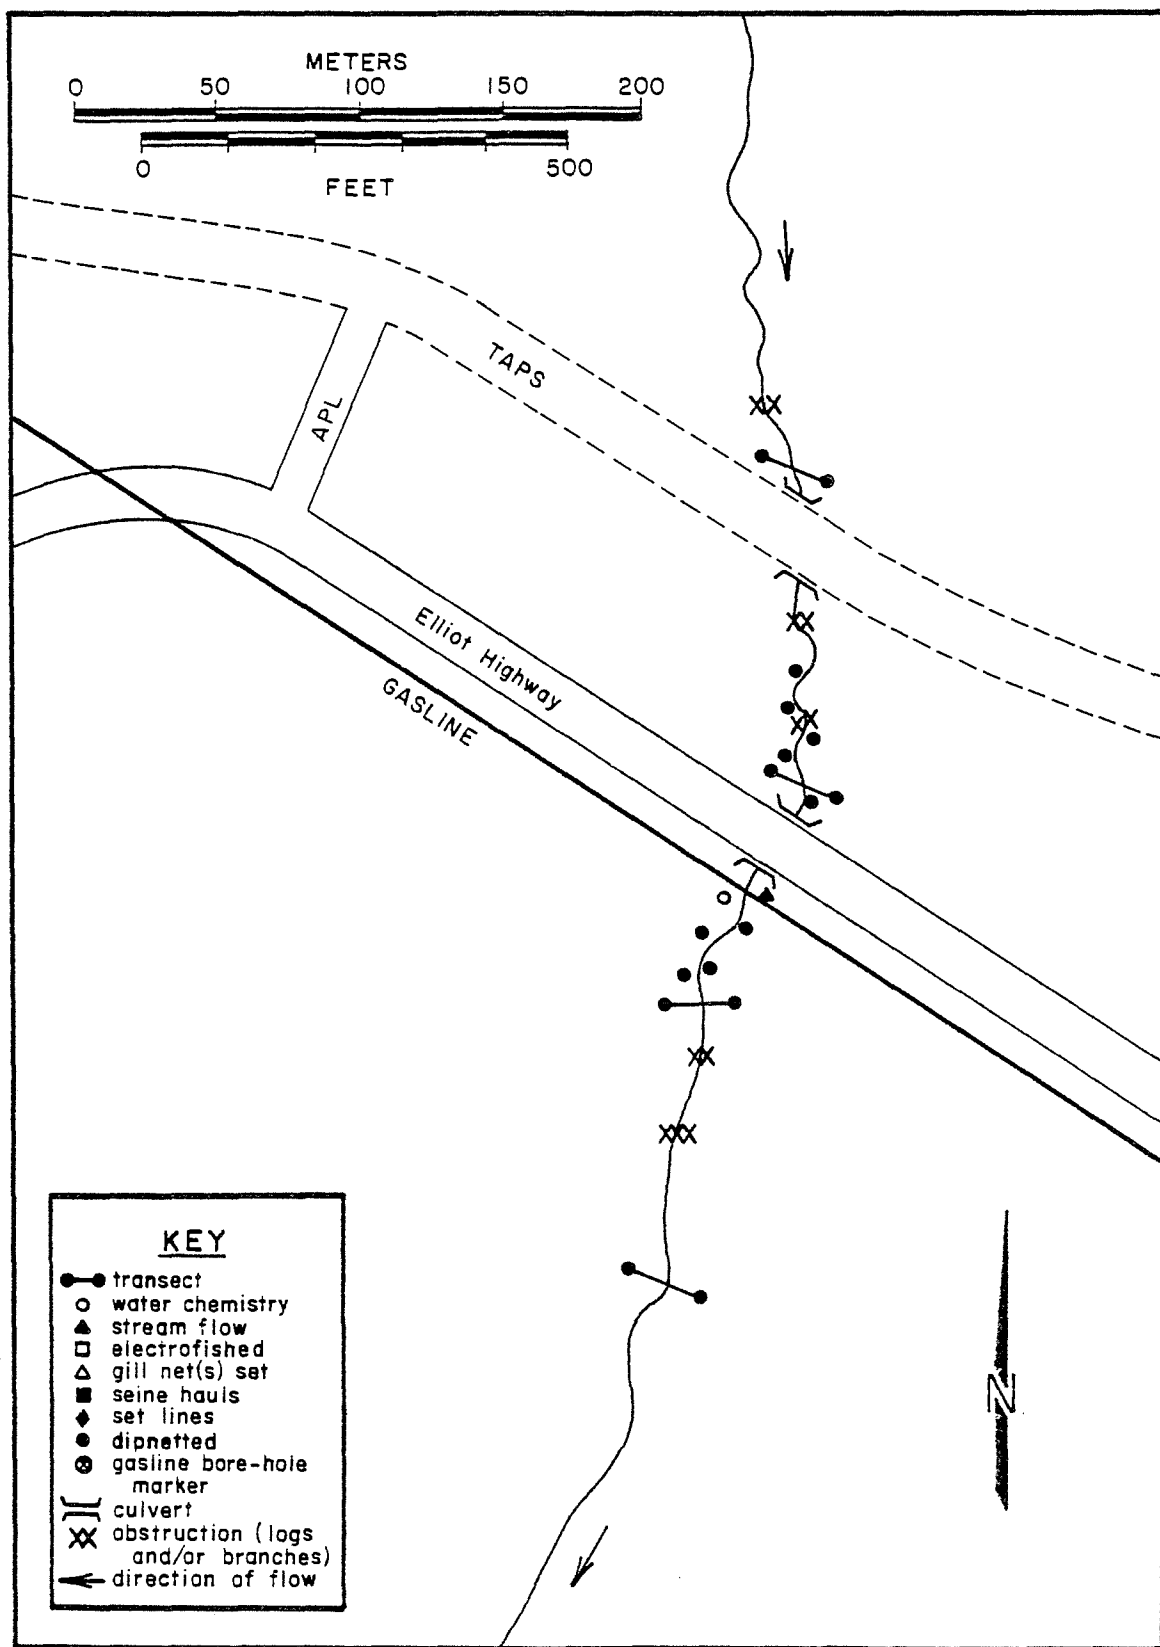 METERS
0 50 100 150 200
0 500
FEET
TAPS
APL
Elliot Highway
GASLINE
KEY
transect
water chemistry
stream flow
electrofished
gill net(s) set
seine hauls
set lines
dipnetted
gasline bore-hole
marker
culvert
obstruction (logs
and/or branches)
direction of flow
N